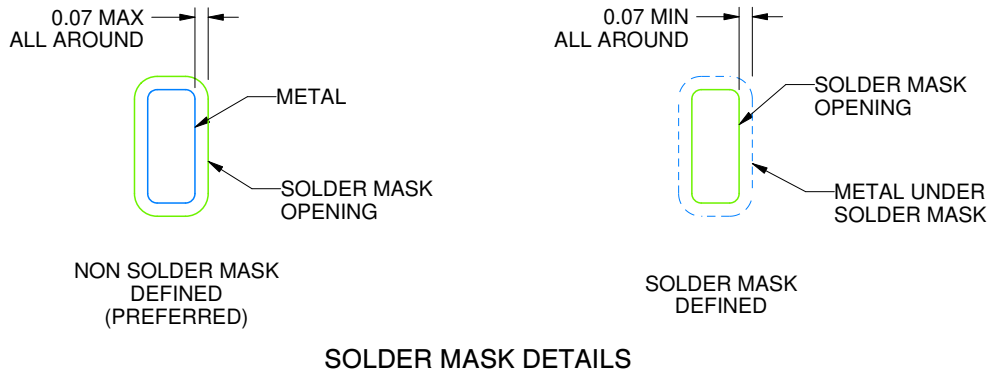 0.07 MAX
ALL AROUND
METAL
SOLDER MASK
OPENING
NON SOLDER MASK
DEFINED
(PREFERRED)
0.07 MIN
ALL AROUND
SOLDER MASK
OPENING
METAL UNDER
SOLDER MASK
SOLDER MASK
DEFINED
SOLDER MASK DETAILS